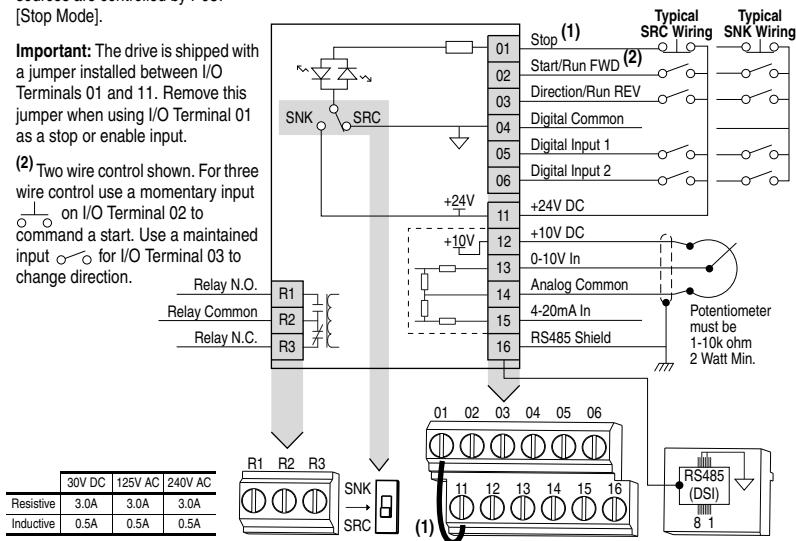 [Stop Mode].
Important: The drive is shipped with
a jumper installed between I/O
Terminals 01 and 11. Remove this
jumper when using I/O Terminal 01
as a stop or enable input.
(2) Two wire control shown. For three
wire control use a momentary input
on I/O Terminal 02 to
command a start. Use a maintained
input for I/O Terminal 03 to
change direction.
Typical
SRC Wiring
Typical
SNK Wiring
01 Stop (1)
02 Start/Run FWD (2)
03 Direction/Run REV
04 Digital Common
05 Digital Input 1
06 Digital Input 2
11 +24V DC
12 +10V DC
13 0-10V In
14 Analog Common
15 4-20mA In
16 RS485 Shield
SNK
SRC
+24V
+10V
Relay N.O. R1
Relay Common R2
Relay N.C. R3
Potentiometer
must be
1-10k ohm
2 Watt Min.
30V DC 125V AC 240V AC
Resistive 3.0A 3.0A 3.0A
Inductive 0.5A 0.5A 0.5A
R1 R2 R3
SNK
SRC
01 02 03 04 05 06
11 12 13 14 15 16
(1)
RS485
(DSI)
8 1